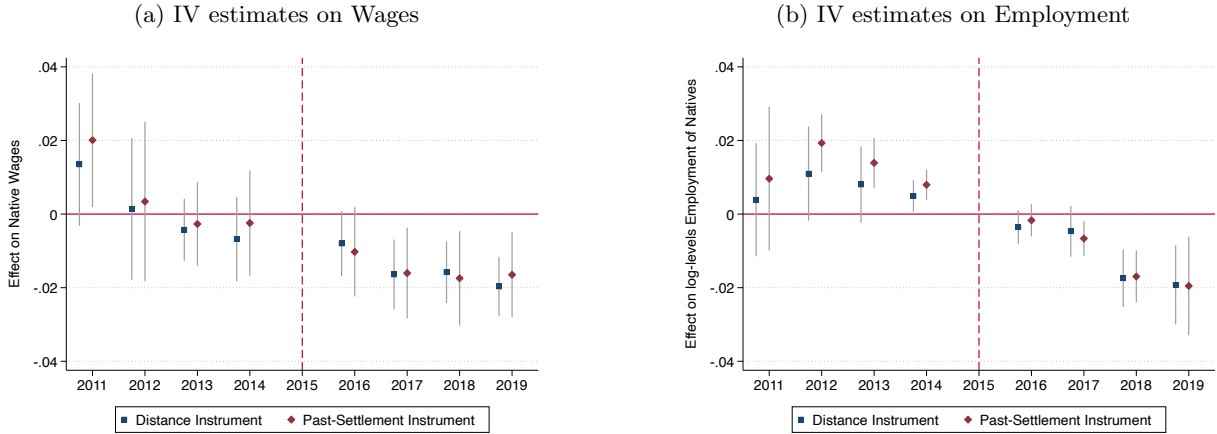 (a) IV estimates on Wages
Effect on Native Wages
.04
.02
0
-.02
-.04
2011 2012 2013 2014 2015 2016 2017 2018 2019
Distance Instrument Past-Settlement Instrument
(b) IV estimates on Employment
Effect on log-levels Employment of Natives
.04
.02
0
-.02
-.04
2011 2012 2013 2014 2015 2016 2017 2018 2019
Distance Instrument Past-Settlement Instrument